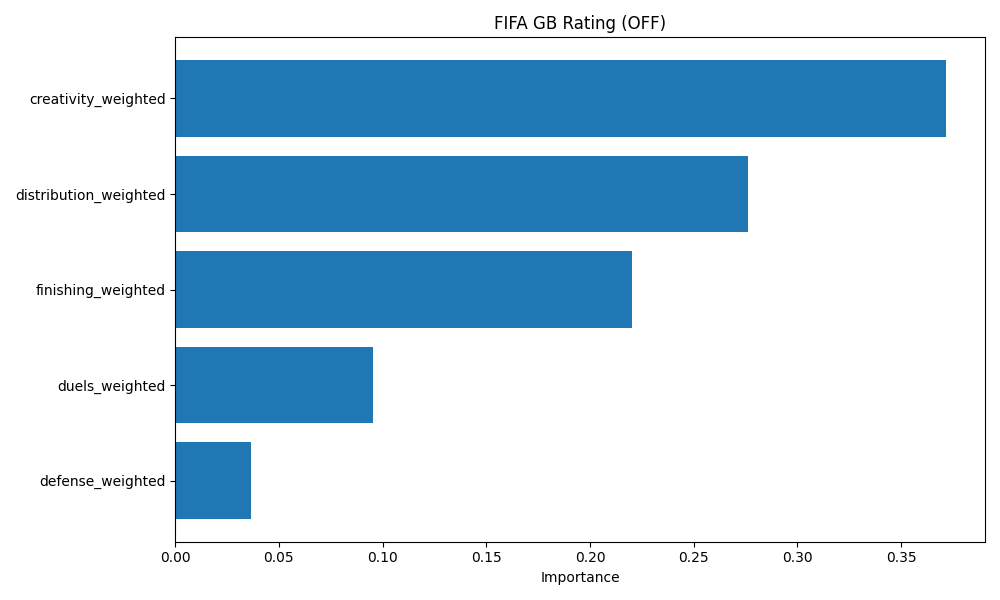 FIFA GB Rating (OFF)
creativity_weighted
distribution_weighted
finishing_weighted
duels_weighted
defense_weighted
0.00 0.05 0.10 0.15 0.20 0.25 0.30 0.35
Importance